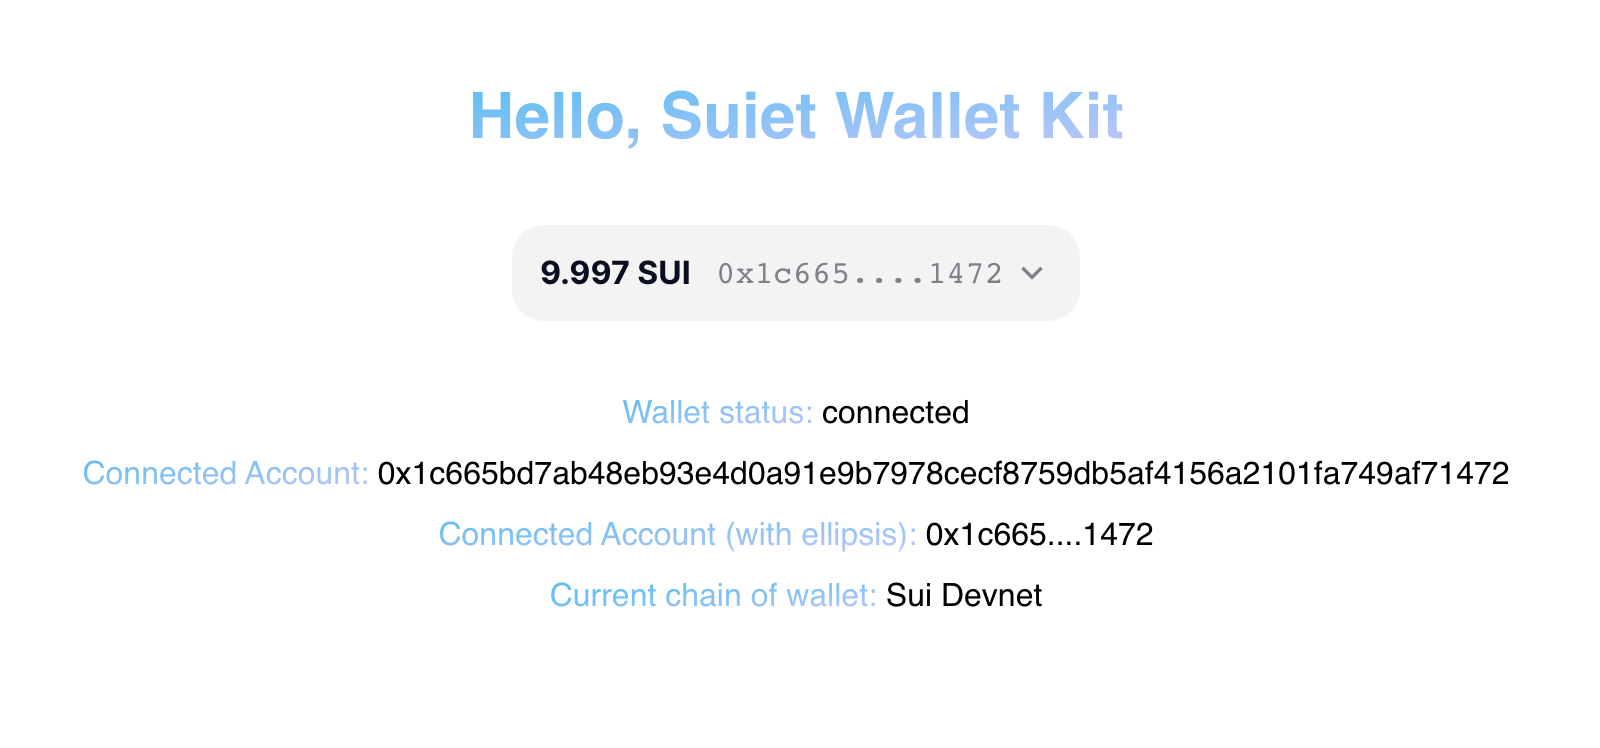 Hello, Suiet Wallet Kit
9.997 SUI 0x1c665....1472
Wallet status: connected
Connected Account: 0x1c665bd7ab48eb93e4d0a91e9b7978cecf8759db5af4156a2101fa749af71472
Connected Account (with ellipsis): 0x1c665....1472
Current chain of wallet: Sui Devnet